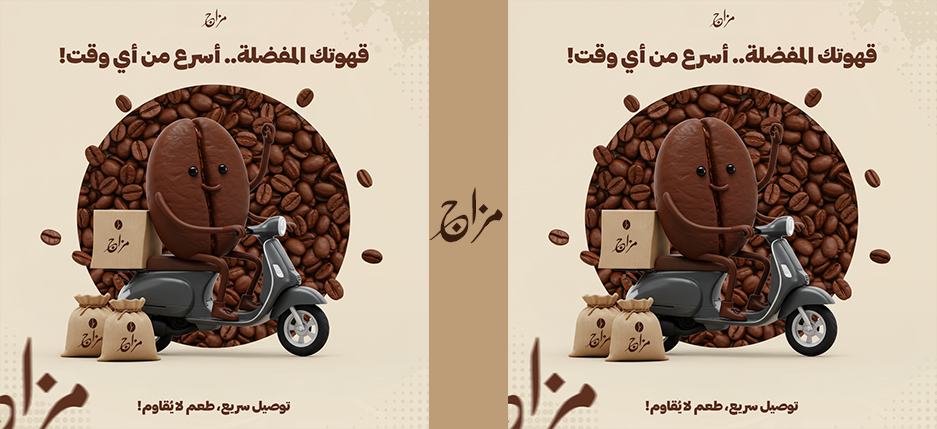 مزاج
قهوتك المفضلة.. أسرع من أي وقت!
مزاج
مزاج
مزاج
توصيل سريع، طعم لا يُقاوم!
مزاج
مزاج
قهوتك المفضلة.. أسرع من أي وقت!
مزاج
مزاج
مزاج
توصيل سريع، طعم لا يُقاوم!